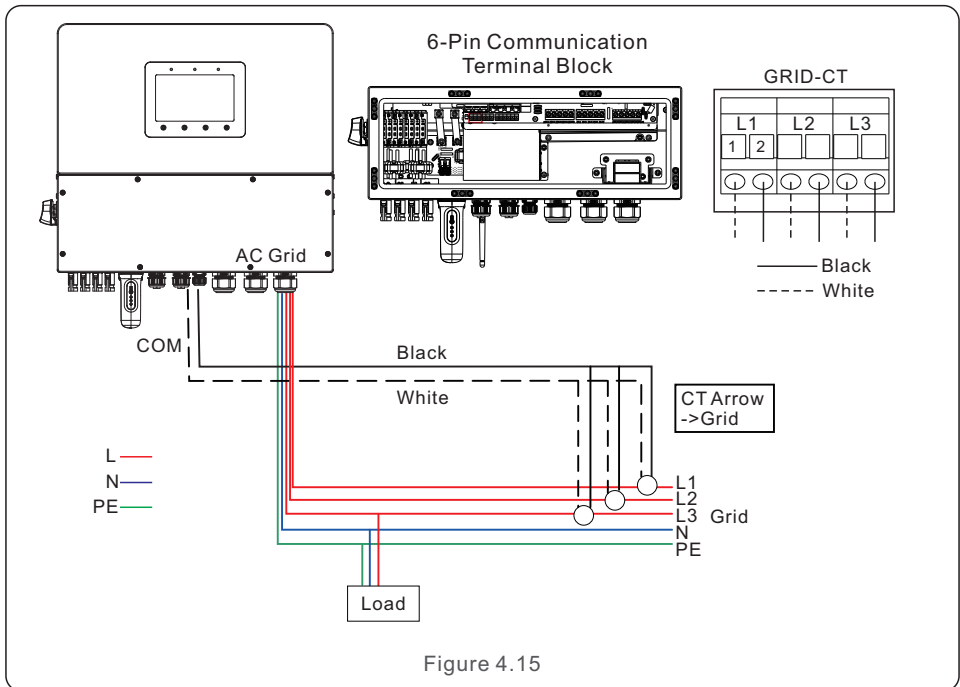 6-Pin Communication
Terminal Block
GRID-CT
L1 L2 L3
1 2
AC Grid
Black
White
COM
Black
White
CT Arrow
->Grid
L
N
PE
L1
L2
L3 Grid
N
PE
Load
Figure 4.15